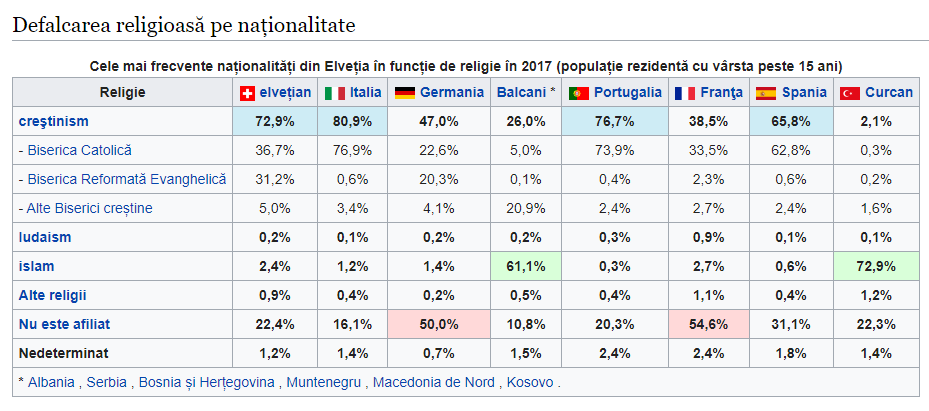 Defalcarea religioasă pe naționalitate
Cele mai frecvente naționalități din Elveția în funcție de religie în 2017 (populație rezidentă cu vârsta peste 15 ani)
Religie elvețian Italia Germania Balcani * Portugalia Franţa Spania Curcan
creştinism 72,9% 80,9% 47,0% 26,0% 76,7% 38,5% 65,8% 2,1%
- Biserica Catolică 36,7% 76,9% 22,6% 5,0% 73,9% 33,5% 62,8% 0,3%
- Biserica Reformată Evanghelică 31,2% 0,6% 20,3% 0,1% 0,4% 2,3% 0,6% 0,2%
- Alte Biserici creștine 5,0% 3,4% 4,1% 20,9% 2,4% 2,7% 2,4% 1,6%
Iudaism 0,2% 0,1% 0,2% 0,2% 0,3% 0,9% 0,1% 0,1%
islam 2,4% 1,2% 1,4% 61,1% 0,3% 2,7% 0,6% 72,9%
Alte religii 0,9% 0,4% 0,2% 0,5% 0,4% 1,1% 0,4% 1,2%
Nu este afiliat 22,4% 16,1% 50,0% 10,8% 20,3% 54,6% 31,1% 22,3%
Nedeterminat 1,2% 1,4% 0,7% 1,5% 2,4% 2,4% 1,8% 1,4%
* Albania , Serbia , Bosnia și Herțegovina , Muntenegru , Macedonia de Nord , Kosovo .